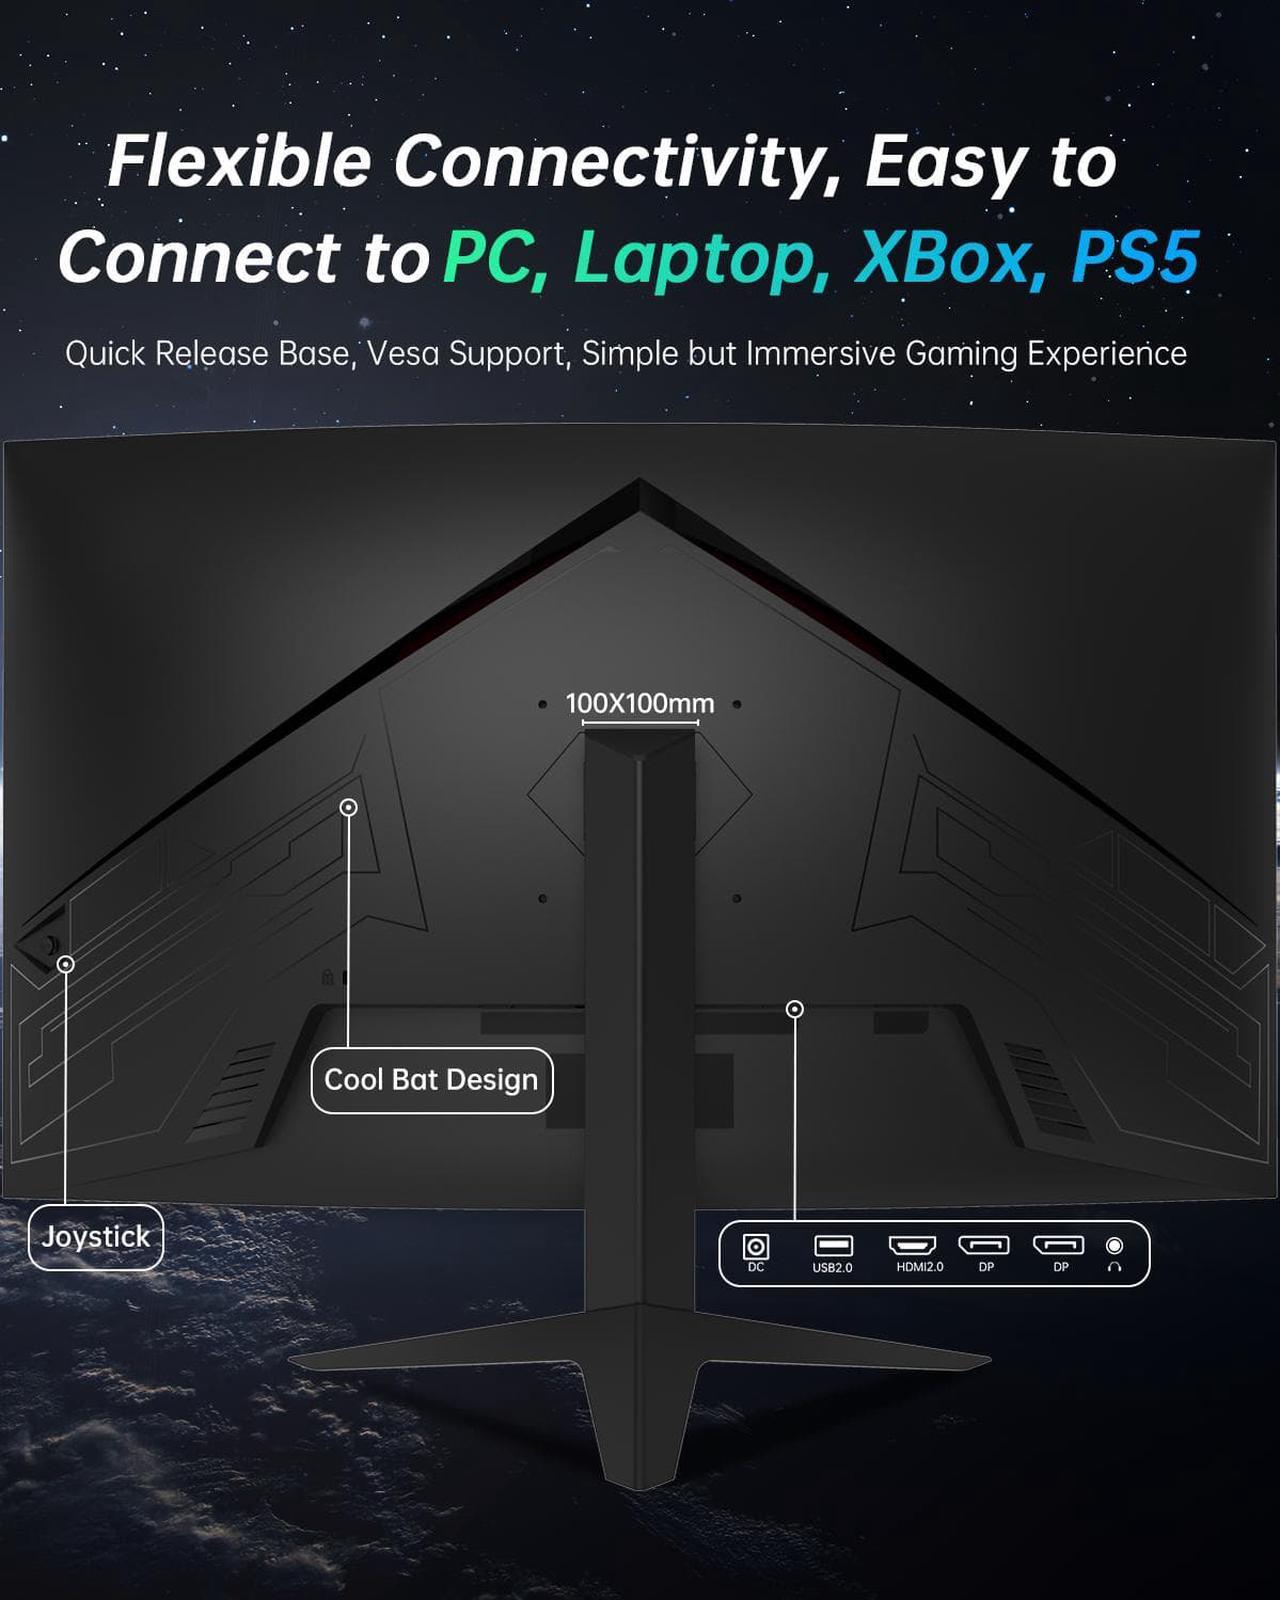 Flexible Connectivity, Easy to
Connect to PC, Laptop, XBox, PS5
Quick Release Base, Vesa Support, Simple but Immersive Gaming Experience
100X100mm
Cool Bat Design
Joystick
DC USB2.0 HDMI2.0 DP DP